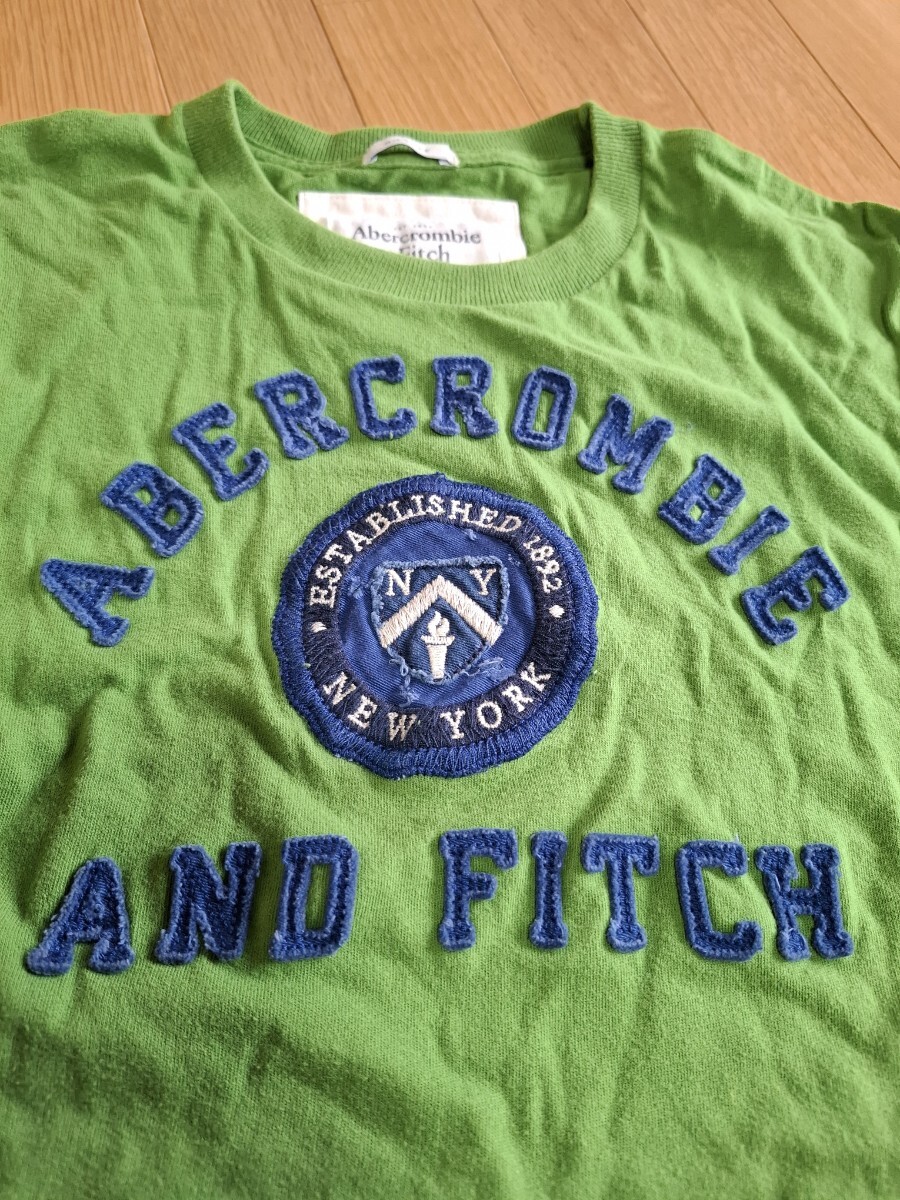 Abercrombie
Fitch
ABERCROMBIE
ESTABLISHED 1892
N Y
NEW YORK
AND FITCH